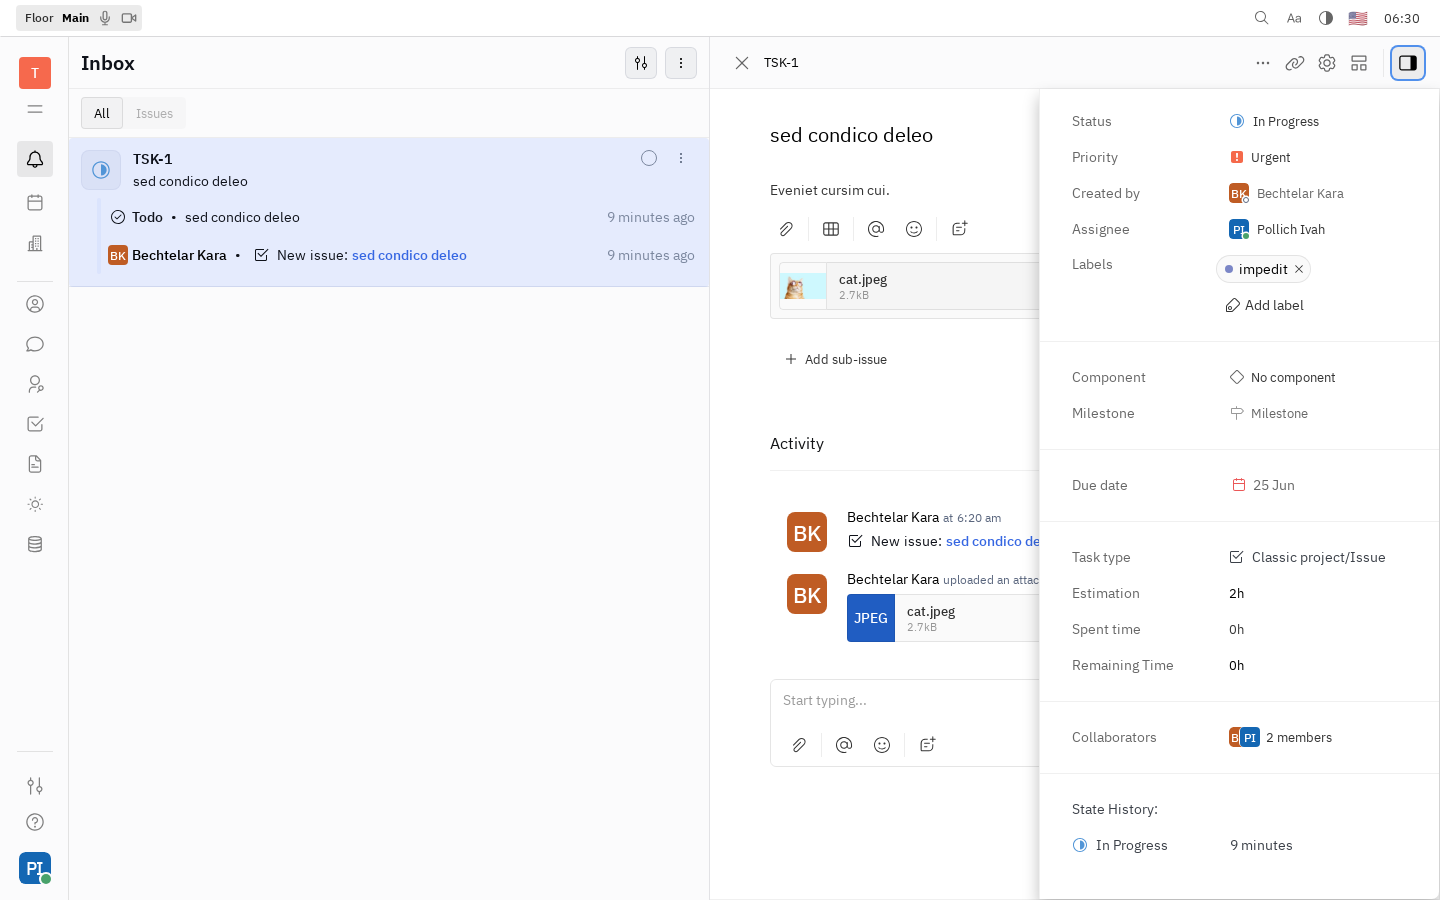 Floor Main
Aa
06:30
T
Inbox
All
Issues
TSK-1
sed condico deleo
Todo • sed condico deleo
9 minutes ago
BK Bechtelar Kara • New issue: sed condico deleo
9 minutes ago
PI
TSK-1
sed condico deleo
Eveniet cursim cui.
cat.jpeg
2.7kB
Add sub-issue
Activity
BK
Bechtelar Kara at 6:20 am
New issue: sed condico de
BK
Bechtelar Kara uploaded an attac
JPEG
cat.jpeg
2.7kB
Start typing...
Status
In Progress
Priority
Urgent
Created by
BK Bechtelar Kara
Assignee
PI Pollich Ivah
Labels
impedit
Add label
Component
No component
Milestone
Milestone
Due date
25 Jun
Task type
Classic project/Issue
Estimation
2h
Spent time
0h
Remaining Time
0h
Collaborators
B PI 2 members
State History:
In Progress
9 minutes